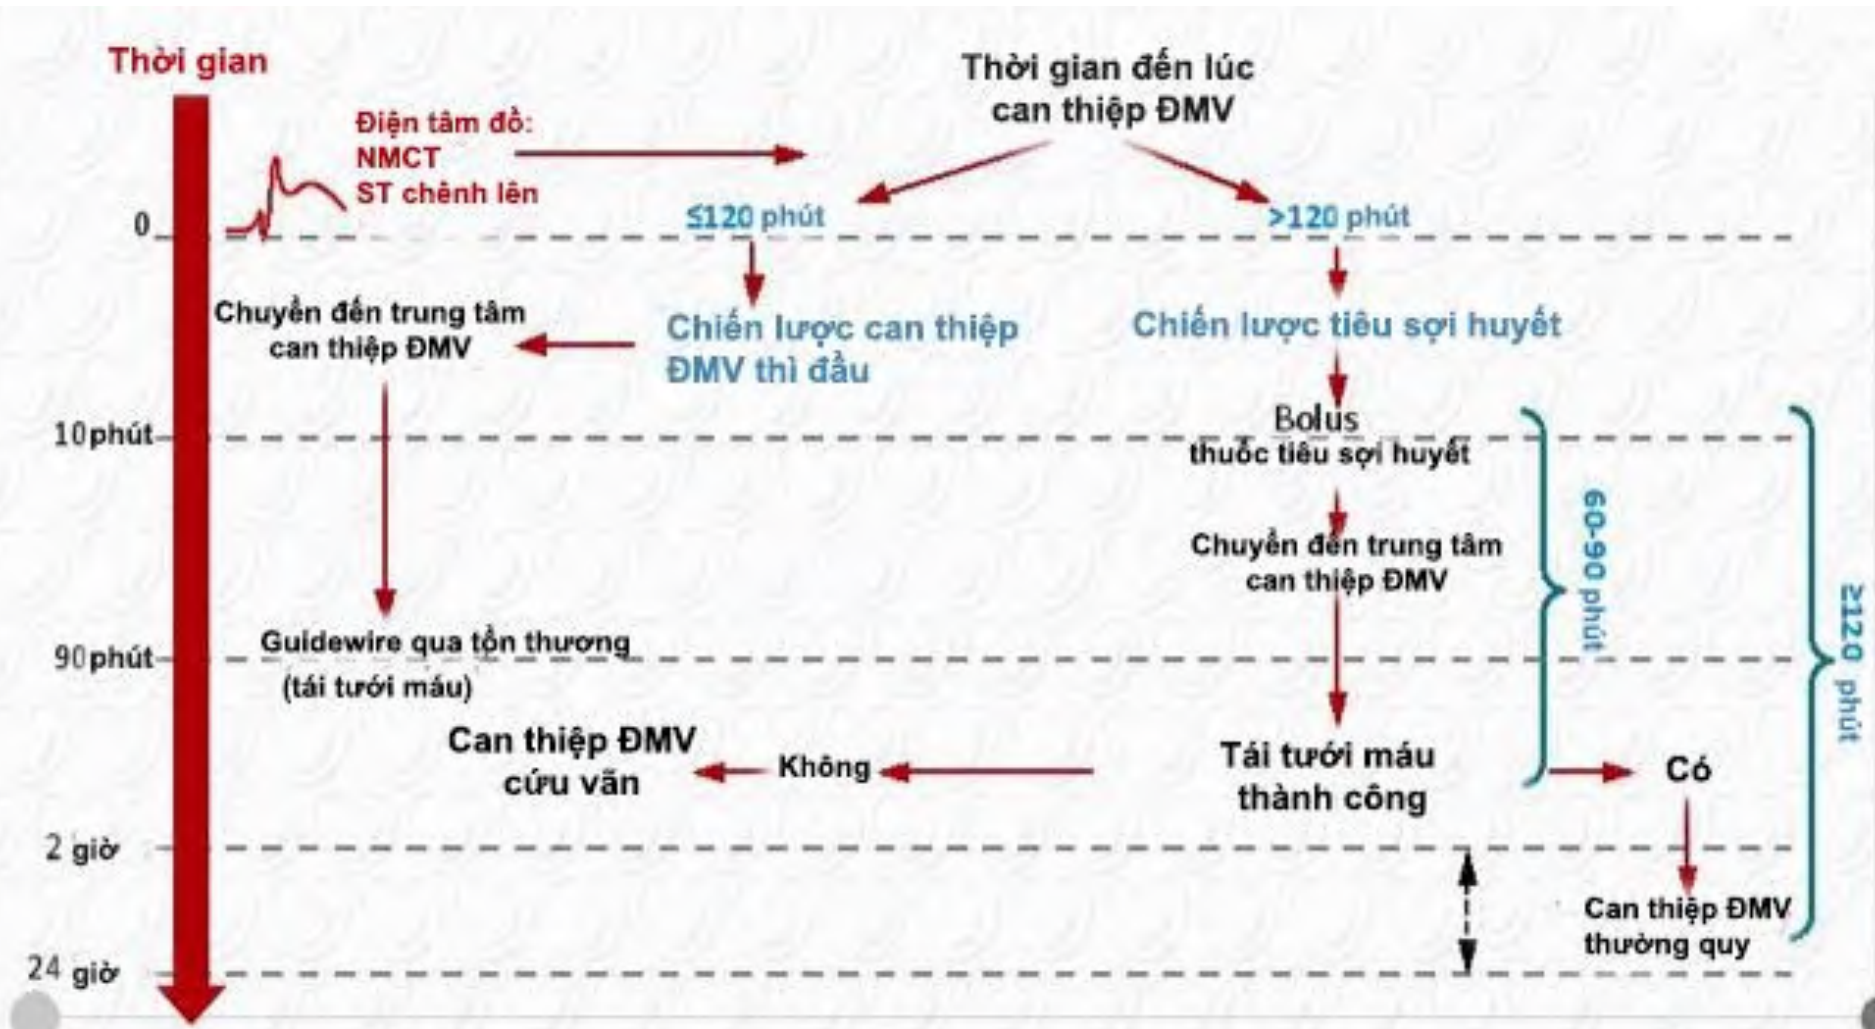 Thời gian
Thời gian đến lúc
can thiệp ĐMV
Điện tâm đồ:
NMCT
ST chênh lên
0
≤120 phút
>120 phút
Chuyển đến trung tâm
can thiệp ĐMV
Chiến lược can thiệp
ĐMV thì đầu
Chiến lược tiêu sợi huyết
10 phút
Bolus
thuốc tiêu sợi huyết
60-90 phút
≥120 phút
Chuyển đến trung tâm
can thiệp ĐMV
90 phút
Guidewire qua tổn thương
(tái tưới máu)
Can thiệp ĐMV
cứu vãn
Không
Tái tưới máu
thành công
Có
2 giờ
Can thiệp ĐMV
thường quy
24 giờ